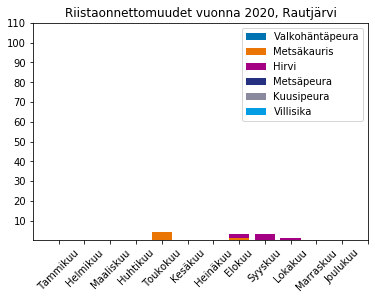 Riistaonnettomuudet vuonna 2020, Rautjärvi
110
100
90
80
70
60
50
40
30
20
10
Valkohäntäpeura
Metsäkauris
Hirvi
Metsäpeura
Kuusipeura
Villisika
Tammikuu
Helmikuu
Maaliskuu
Huhtikuu
Toukokuu
Kesäkuu
Heinäkuu
Elokuu
Syyskuu
Lokakuu
Marraskuu
Joulukuu